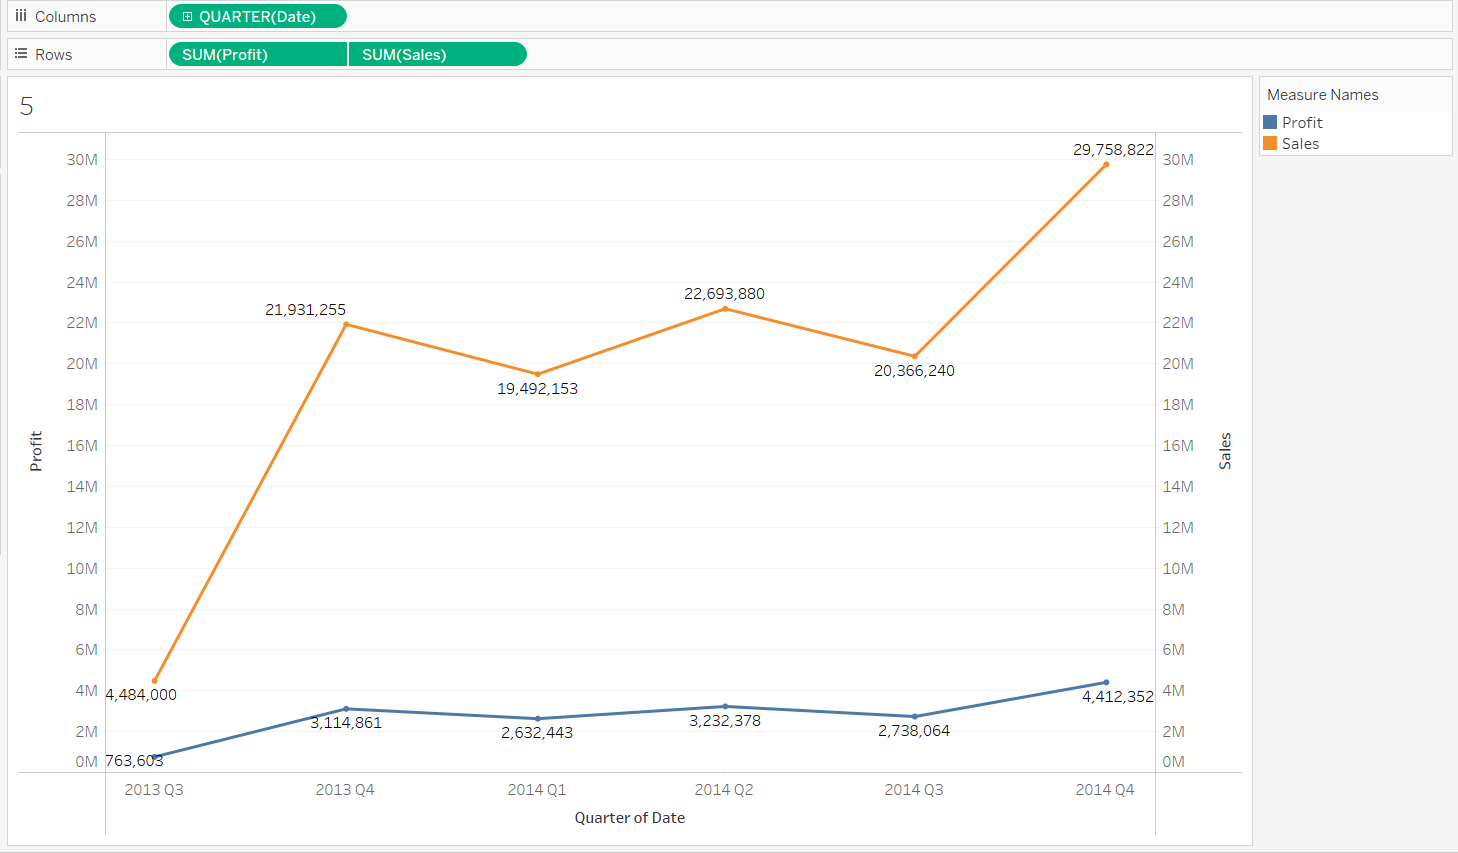 Columns
QUARTER(Date)
Rows
SUM(Profit) SUM(Sales)
5
Measure Names
Profit
Sales
30M
28M
26M
24M
22M
20M
18M
16M
14M
12M
10M
8M
6M
4M
2M
0M
Profit
29,758,822
21,931,255
22,693,880
19,492,153
20,366,240
4,484,000
763,603
3,114,861
2,632,443
3,232,378
2,738,064
4,412,352
30M
28M
26M
24M
22M
20M
18M
16M
14M
12M
10M
8M
6M
4M
2M
0M
Sales
2013 Q3 2013 Q4 2014 Q1 2014 Q2 2014 Q3 2014 Q4
Quarter of Date